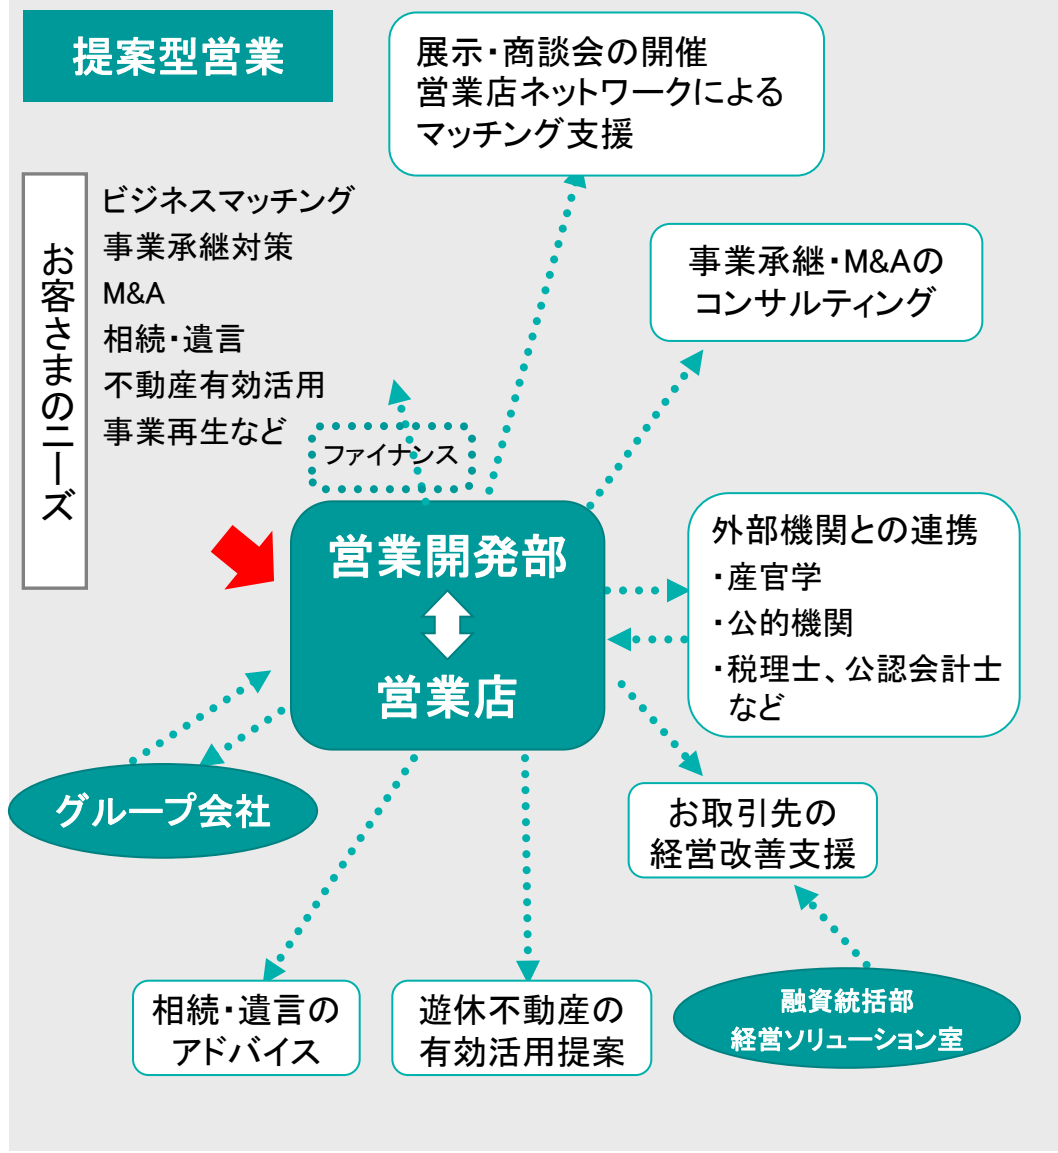 提案型営業
展示・商談会の開催
営業店ネットワークによる
マッチング支援
お客さまのニーズ
ビジネスマッチング
事業承継対策
M&A
相続・遺言
不動産有効活用
事業再生など
事業承継・M&Aの
コンサルティング
ファイナンス
営業開発部
営業店
外部機関との連携
・産官学
・公的機関
・税理士、公認会計士
など
グループ会社
お取引先の
経営改善支援
相続・遺言の
アドバイス
遊休不動産の
有効活用提案
融資統括部
経営ソリューション室